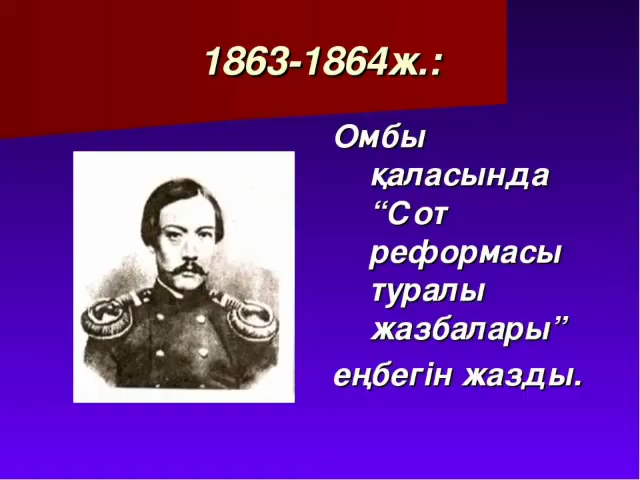 1863-1864ж.:
Омбы
қаласында
“Сот
реформасы
туралы
жазбалары”
еңбегін жазды.